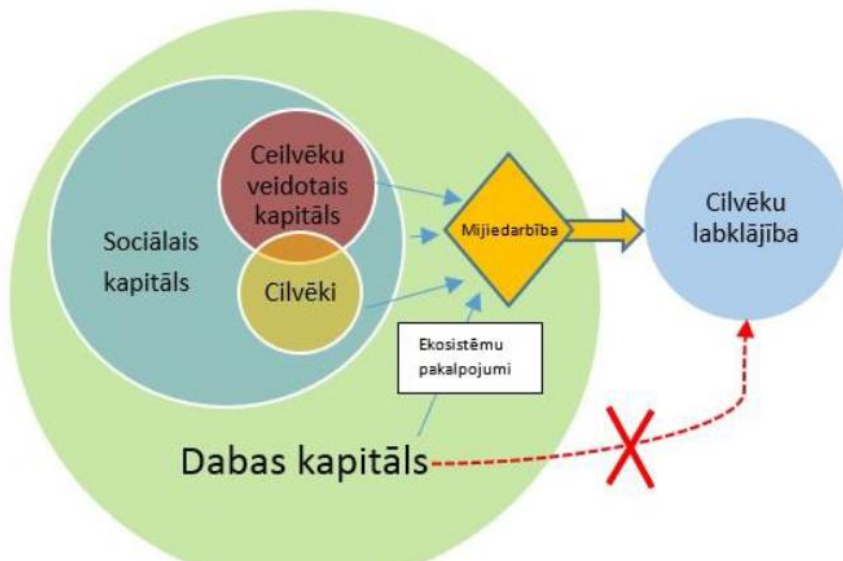 Ceilvēku
veidotais
kapitāls
Sociālais
kapitāls
Cilvēki
Mijiedarbība
Cilvēku
labklājība
Ekosistēmu
pakalpojumi
Dabas kapitāls